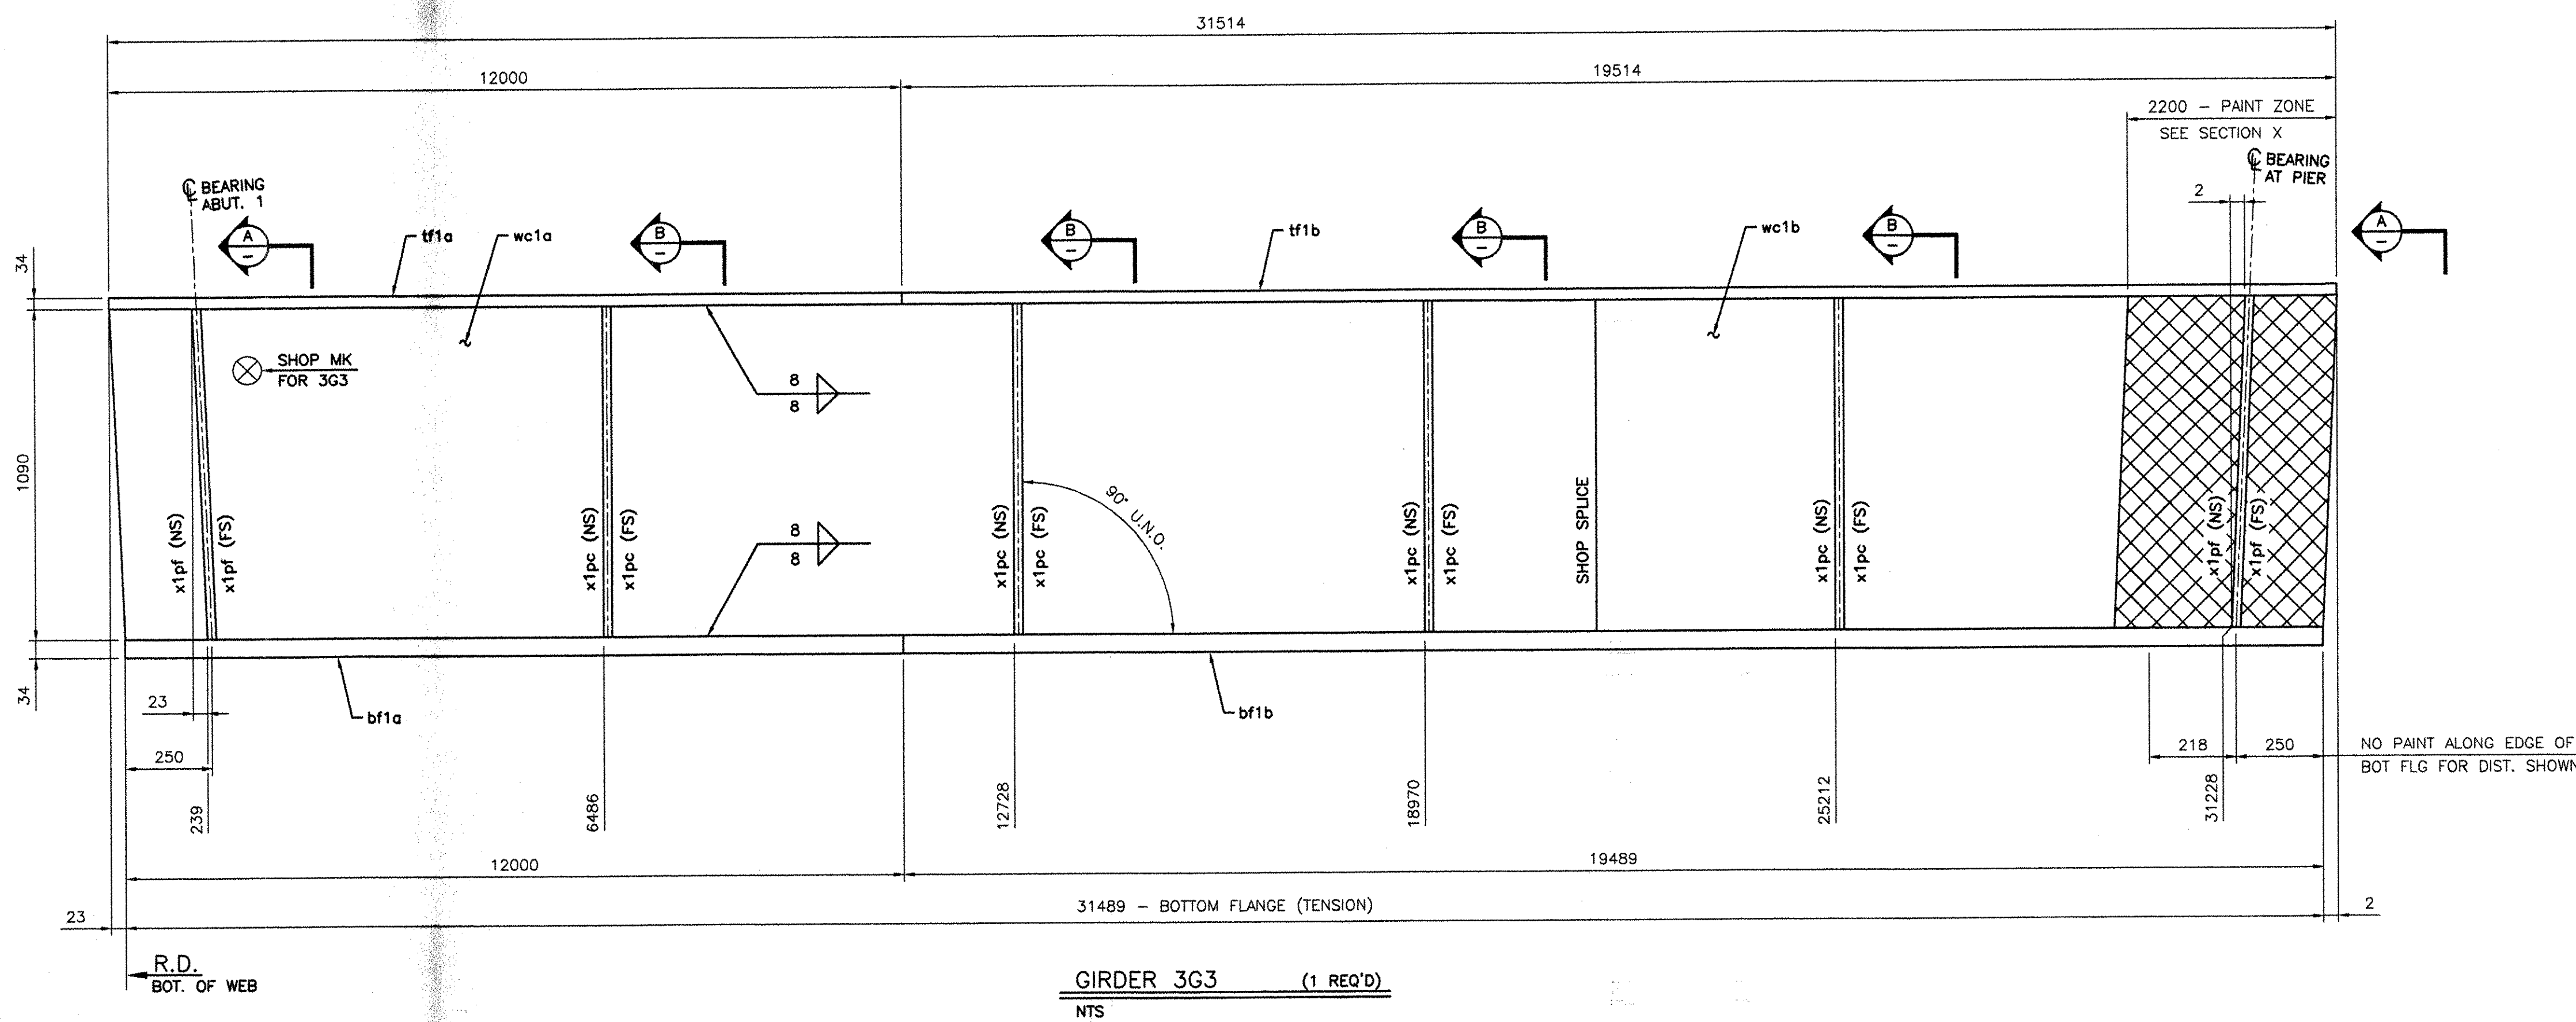 31514
12000
19514
2200 – PAINT ZONE
SEE SECTION X
℄ BEARING
ABUT. 1
℄ BEARING
AT PIER
2
A
–
B
–
B
–
B
–
B
–
A
–
tf1a
wc1a
tf1b
wc1b
34
1090
34
SHOP MK
FOR 3G3
8
8
8
8
90° U.N.O.
x1pf (NS)
x1pf (FS)
x1pc (NS)
x1pc (FS)
x1pc (NS)
x1pc (FS)
x1pc (NS)
x1pc (FS)
SHOP SPLICE
x1pc (NS)
x1pc (FS)
x1pf (NS)
x1pf (FS)
23
bf1a
bf1b
250
218
250
NO PAINT ALONG EDGE OF
BOT FLG FOR DIST. SHOWN
239
6486
12728
18970
25212
31228
12000
19489
31489 – BOTTOM FLANGE (TENSION)
23
2
R.D.
BOT. OF WEB
GIRDER 3G3 (1 REQ'D)
NTS